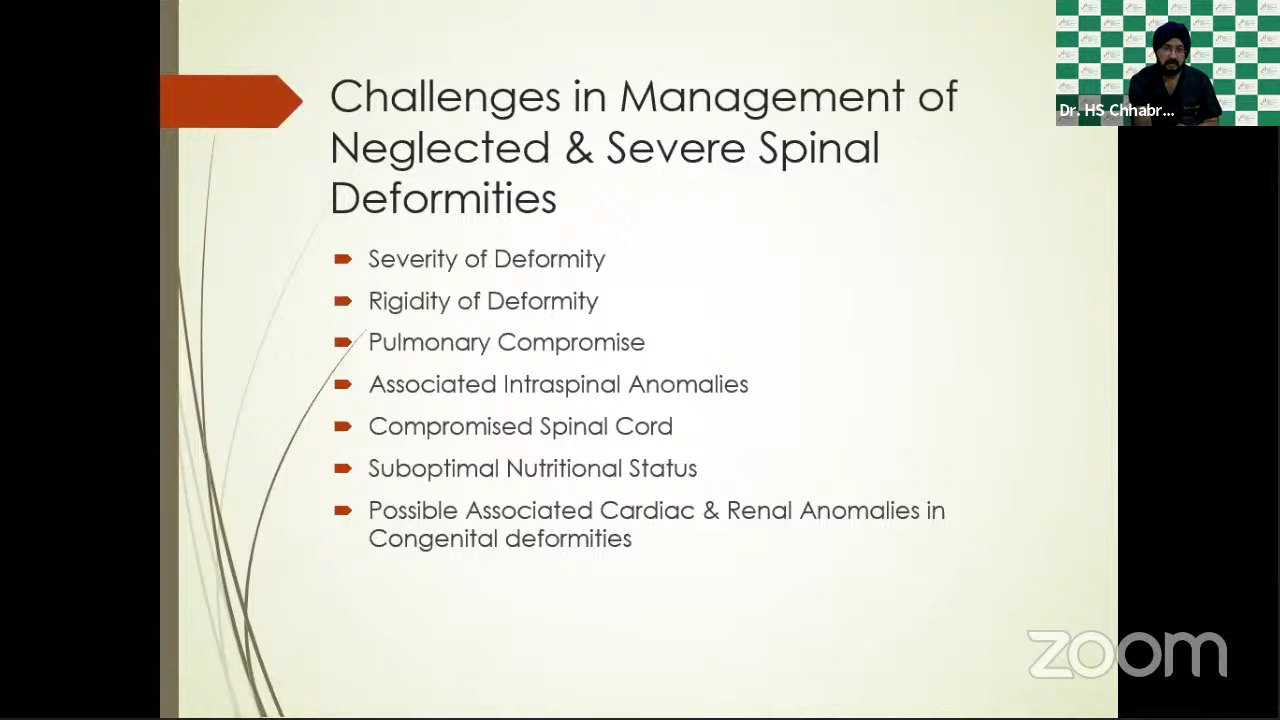 Challenges in Management of
Neglected & Severe Spinal
Deformities
Severity of Deformity
Rigidity of Deformity
Pulmonary Compromise
Associated Intraspinal Anomalies
Compromised Spinal Cord
Suboptimal Nutritional Status
Possible Associated Cardiac & Renal Anomalies in
Congenital deformities
Dr. HS Chhabr...
zoom